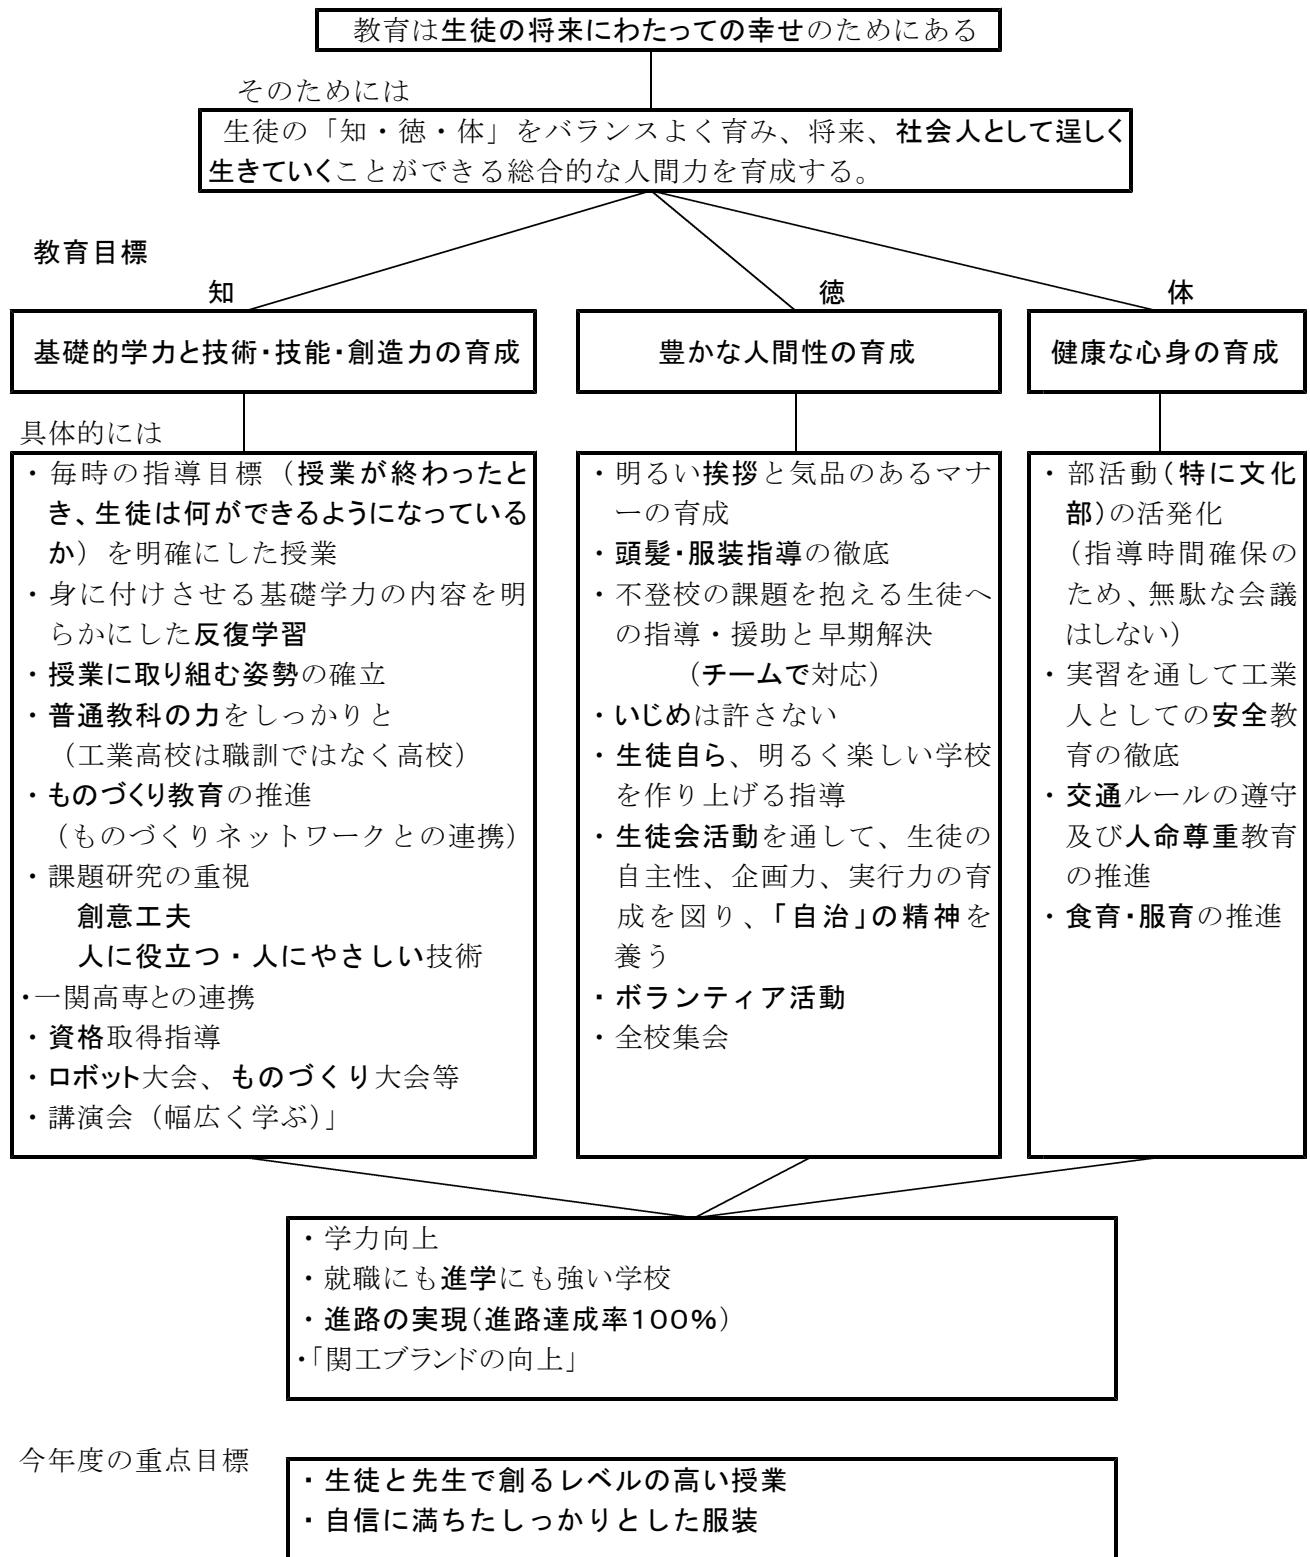 教育は生徒の将来にわたっての幸せのためにある
そのためには
生徒の「知・徳・体」をバランスよく育み、将来、社会人として逞しく
生きていくことができる総合的な人間力を育成する。
教育目標
知
徳
体
基礎的学力と技術・技能・創造力の育成
豊かな人間性の育成
健康な心身の育成
具体的には
・毎時の指導目標（授業が終わったと
き、生徒は何ができるようになっている
か）を明確にした授業
・身に付けさせる基礎学力の内容を明
らかにした反復学習
・授業に取り組む姿勢の確立
・普通教科の力をしっかりと
（工業高校は職訓ではなく高校）
・ものづくり教育の推進
（ものづくりネットワークとの連携）
・課題研究の重視
創意工夫
人に役立つ・人にやさしい技術
・一関高専との連携
・資格取得指導
・ロボット大会、ものづくり大会等
・講演会（幅広く学ぶ）」
・明るい挨拶と気品のあるマナ
ーの育成
・頭髪・服装指導の徹底
・不登校の課題を抱える生徒へ
の指導・援助と早期解決
（チームで対応）
・いじめは許さない
・生徒自ら、明るく楽しい学校
を作り上げる指導
・生徒会活動を通して、生徒の
自主性、企画力、実行力の育
成を図り、「自治」の精神を
養う
・ボランティア活動
・全校集会
・部活動（特に文化
部）の活発化
（指導時間確保の
ため、無駄な会議
はしない）
・実習を通して工業
人としての安全教
育の徹底
・交通ルールの遵守
及び人命尊重教育
の推進
・食育・服育の推進
・学力向上
・就職にも進学にも強い学校
・進路の実現（進路達成率１００％）
・「関工ブランドの向上」
今年度の重点目標
・生徒と先生で創るレベルの高い授業
・自信に満ちたしっかりとした服装